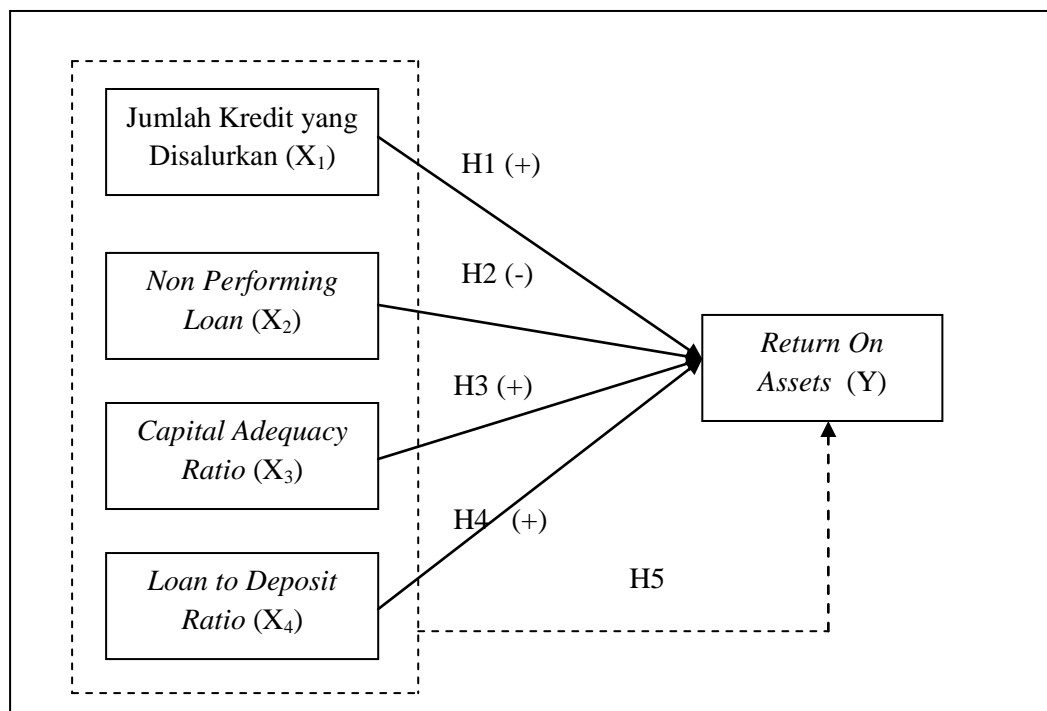 Jumlah Kredit yang
Disalurkan (X₁)
H1 (+)
Non Performing
Loan (X₂)
H2 (-)
Return On
Assets (Y)
Capital Adequacy
Ratio (X₃)
H3 (+)
H4 (+)
Loan to Deposit
Ratio (X₄)
H5